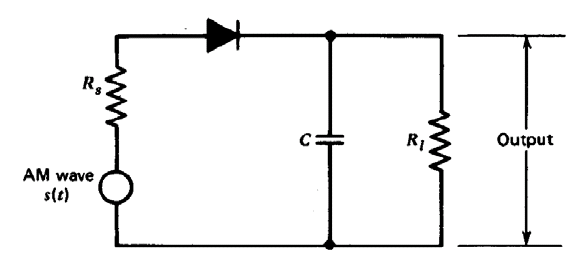 R_s
C
R_l
Output
AM wave
s(t)